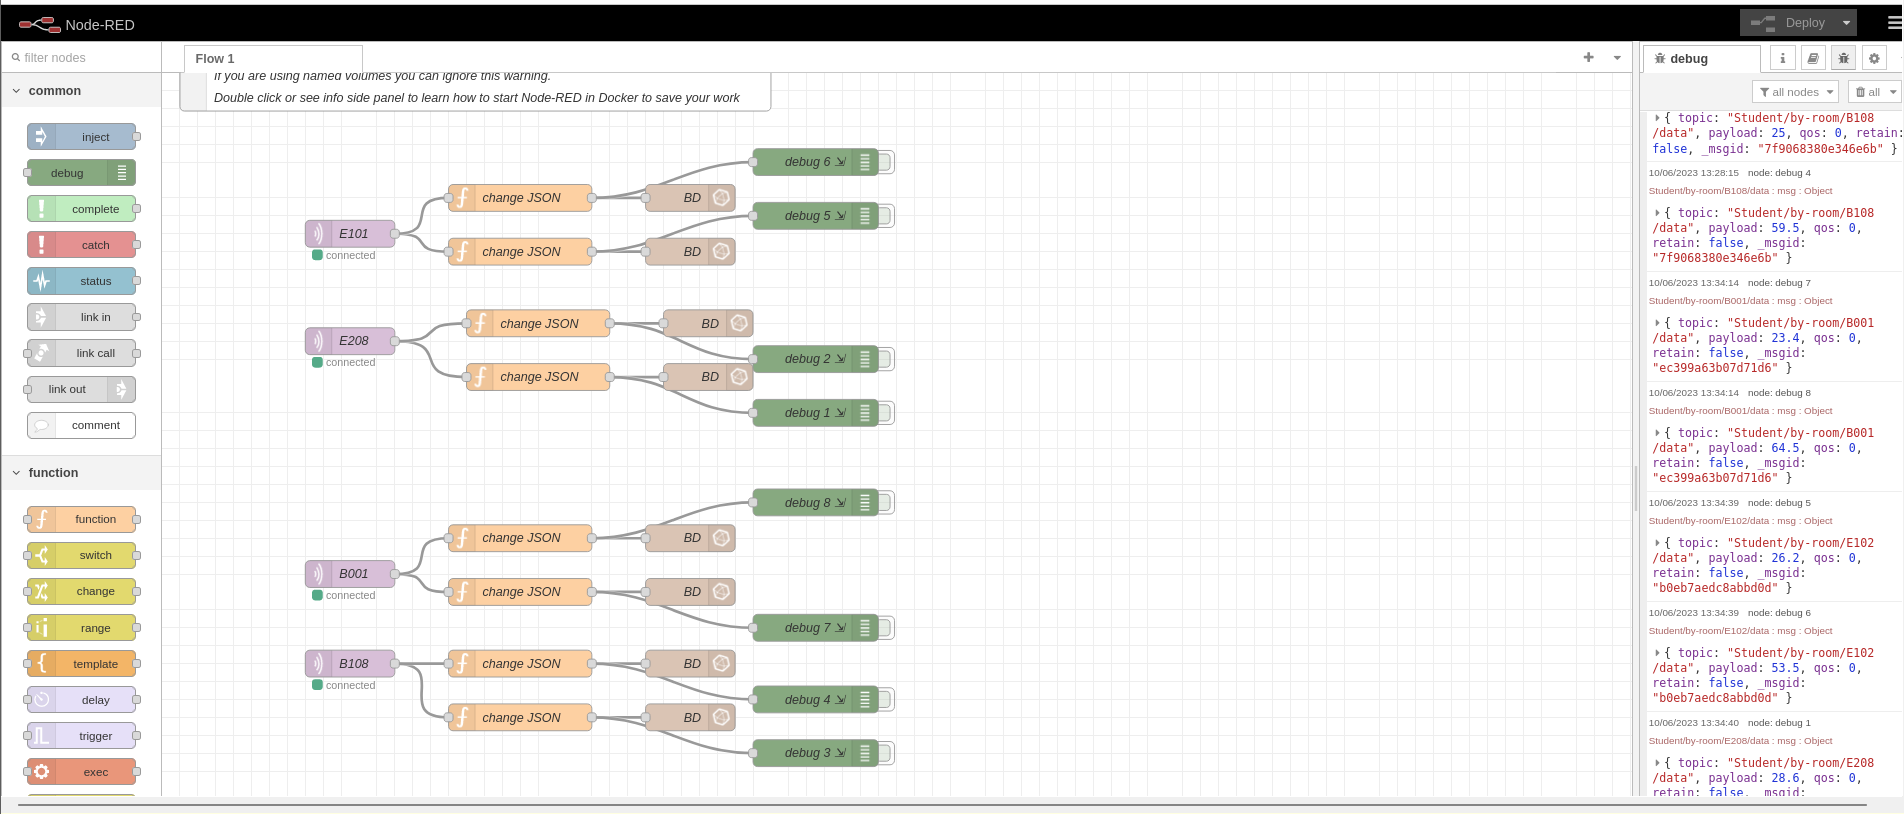 Node-RED
Deploy
filter nodes
Flow 1
debug
all nodes
all
common
inject
debug
complete
catch
status
link in
link call
link out
comment
function
function
switch
change
range
template
delay
trigger
exec
If you are using named volumes you can ignore this warning.
Double click or see info side panel to learn how to start Node-RED in Docker to save your work
debug 6
change JSON
BD
debug 5
E101
connected
change JSON
BD
change JSON
BD
E208
connected
debug 2
change JSON
BD
debug 1
debug 8
change JSON
BD
B001
connected
change JSON
BD
debug 7
B108
connected
change JSON
BD
debug 4
change JSON
BD
debug 3
{ topic: "Student/by-room/B108
/data", payload: 25, qos: 0, retain:
false, _msgid: "7f9068380e346e6b" }
10/06/2023 13:28:15 node: debug 4
Student/by-room/B108/data : msg : Object
{ topic: "Student/by-room/B108
/data", payload: 59.5, qos: 0,
retain: false, _msgid:
"7f9068380e346e6b" }
10/06/2023 13:34:14 node: debug 7
Student/by-room/B001/data : msg : Object
{ topic: "Student/by-room/B001
/data", payload: 23.4, qos: 0,
retain: false, _msgid:
"ec399a63b07d71d6" }
10/06/2023 13:34:14 node: debug 8
Student/by-room/B001/data : msg : Object
{ topic: "Student/by-room/B001
/data", payload: 64.5, qos: 0,
retain: false, _msgid:
"ec399a63b07d71d6" }
10/06/2023 13:34:39 node: debug 5
Student/by-room/E102/data : msg : Object
{ topic: "Student/by-room/E102
/data", payload: 26.2, qos: 0,
retain: false, _msgid:
"b0eb7aedc8abbd0d" }
10/06/2023 13:34:39 node: debug 6
Student/by-room/E102/data : msg : Object
{ topic: "Student/by-room/E102
/data", payload: 53.5, qos: 0,
retain: false, _msgid:
"b0eb7aedc8abbd0d" }
10/06/2023 13:34:40 node: debug 1
Student/by-room/E208/data : msg : Object
{ topic: "Student/by-room/E208
/data", payload: 28.6, qos: 0,
retain: false, _msgid: